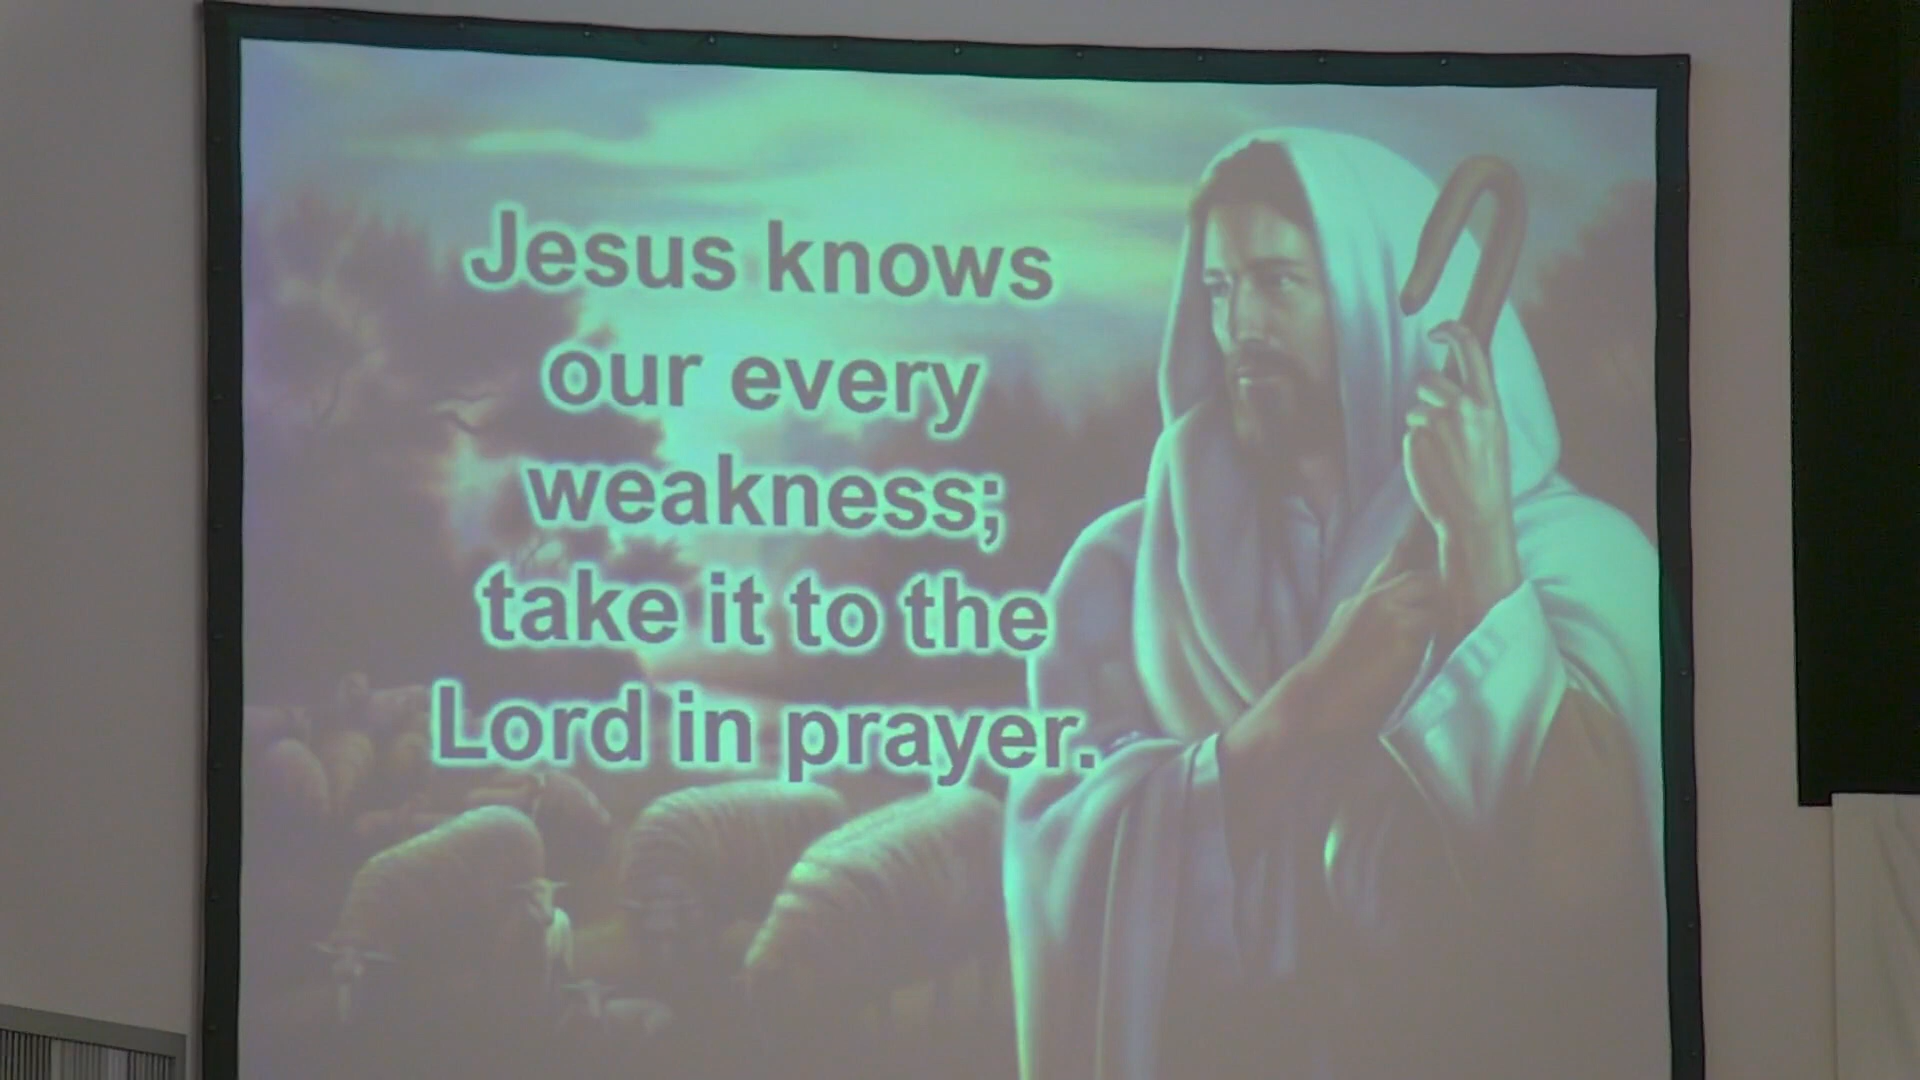 Jesus knows
our every
weakness;
take it to the
Lord in prayer.